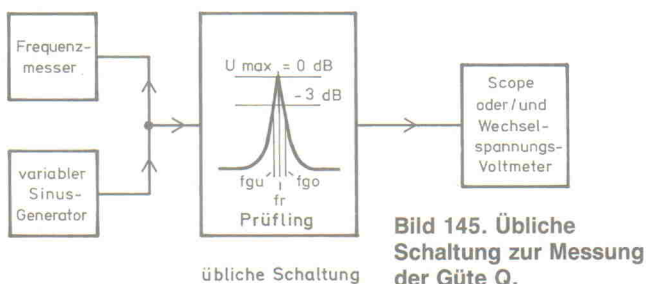 Frequenz-
messer
variabler
Sinus-
Generator
U max = 0 dB
-3 dB
fgu fgo
fr
Prüfling
Scope
oder/und
Wechsel-
spannungs-
Voltmeter
übliche Schaltung
Bild 145. Übliche
Schaltung zur Messung
der Güte Q.